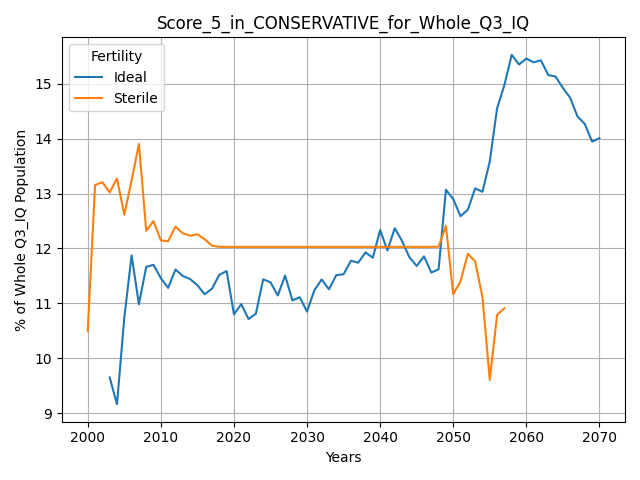 Score_5_in_CONSERVATIVE_for_Whole_Q3_IQ
Fertility
Ideal
Sterile
% of Whole Q3_IQ Population
15
14
13
12
11
10
9
2000 2010 2020 2030 2040 2050 2060 2070
Years